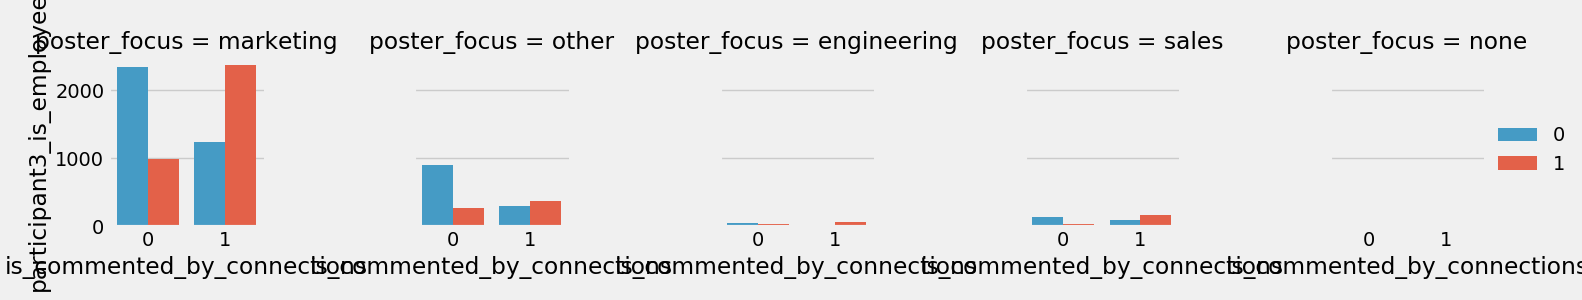 participant3_is_employee
poster_focus = marketing
poster_focus = other
poster_focus = engineering
poster_focus = sales
poster_focus = none
2000
1000
0
0 1
0 1
0 1
0 1
0 1
is_commented_by_connections
is_commented_by_connections
is_commented_by_connections
is_commented_by_connections
is_commented_by_connections
0
1